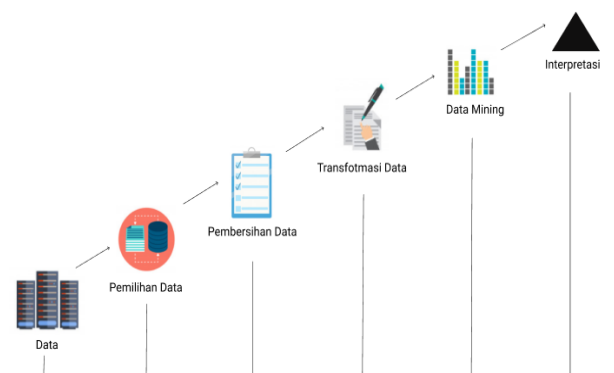 Interpretasi
Data Mining
Transfotmasi Data
Pembersihan Data
Pemilihan Data
Data